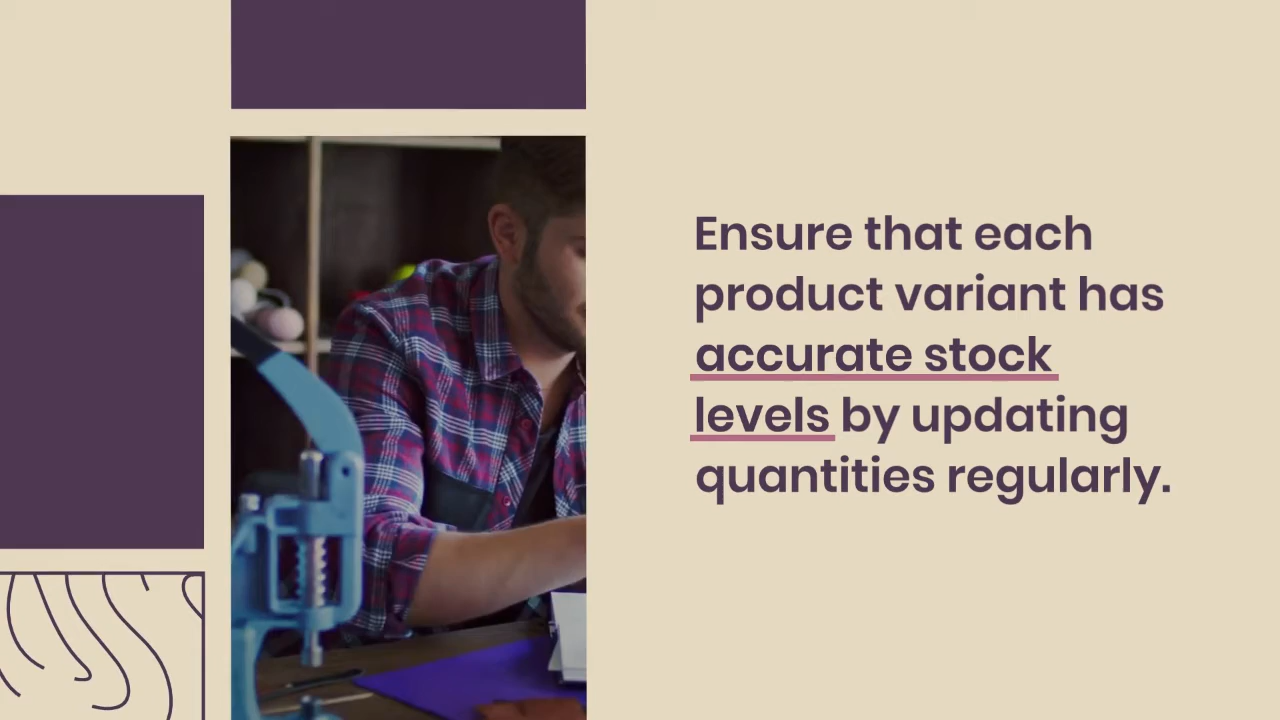 Ensure that each
product variant has
accurate stock
levels by updating
quantities regularly.